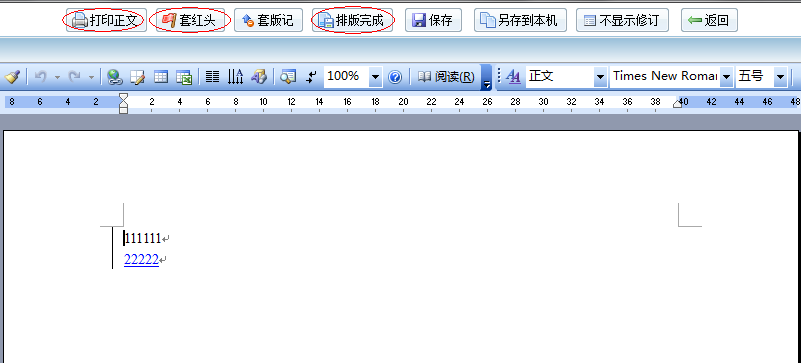 打印正文 套红头 套版记 排版完成 保存 另存到本机 不显示修订 返回
100% 阅读(R) 正文 Times New Roman 五号
8 6 4 2 2 4 6 8 10 12 14 16 18 20 22 24 26 28 30 32 34 36 38 40 42 44 46 48
111111
22222